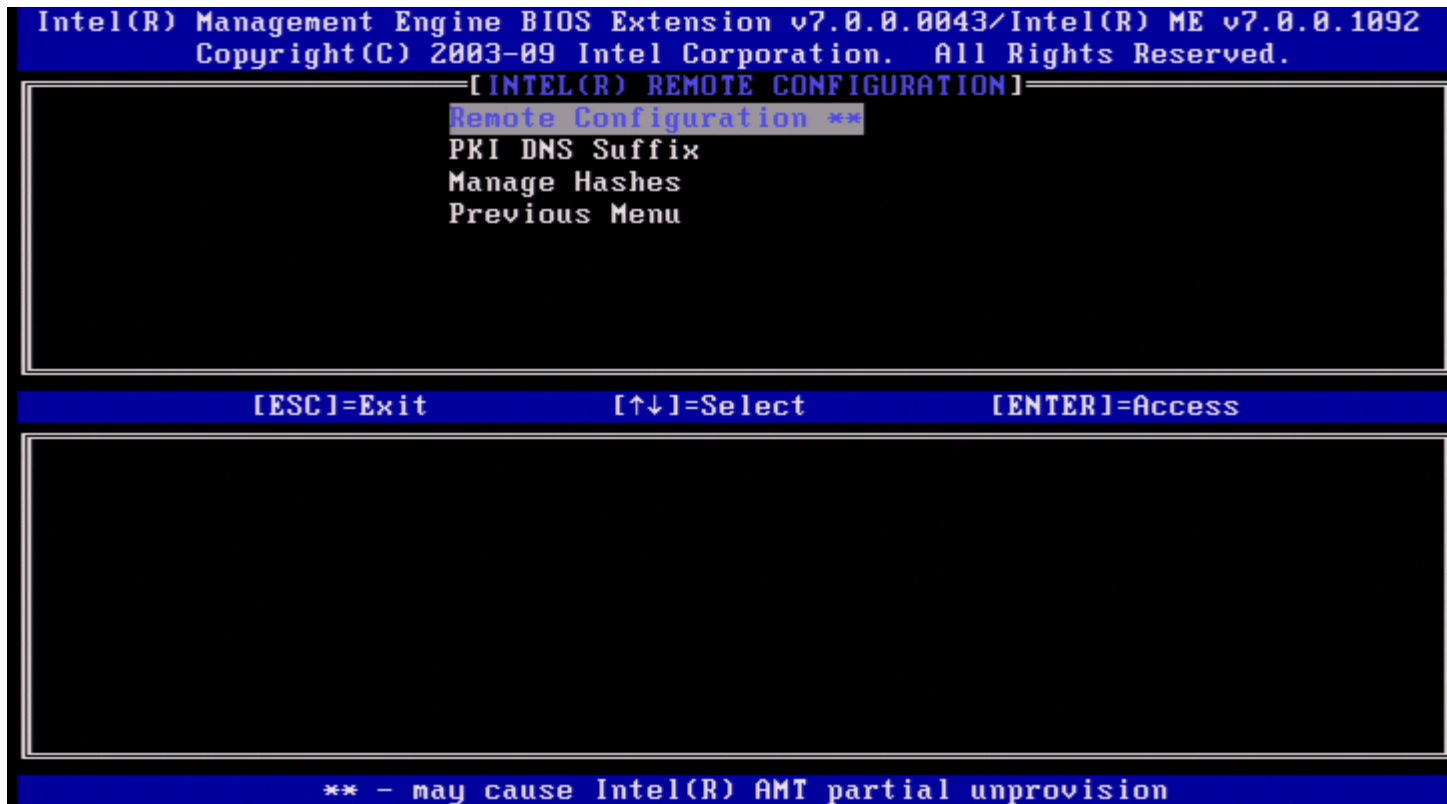 Intel(R) Management Engine BIOS Extension v7.0.0.0043/Intel(R) ME v7.0.0.1092
Copyright(C) 2003-09 Intel Corporation. All Rights Reserved.
[INTEL(R) REMOTE CONFIGURATION]
Remote Configuration **
PKI DNS Suffix
Manage Hashes
Previous Menu
[ESC]=Exit [↑↓]=Select [ENTER]=Access
** - may cause Intel(R) AMT partial unprovision